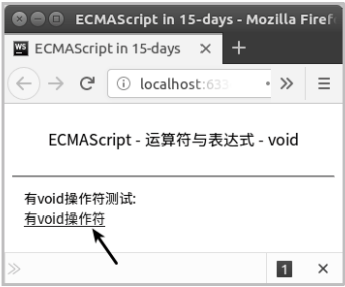 ECMAScript in 15-days - Mozilla Firef
ECMAScript in 15-days
localhost:633
ECMAScript - 运算符与表达式 - void
有void操作符测试:
有void操作符
1